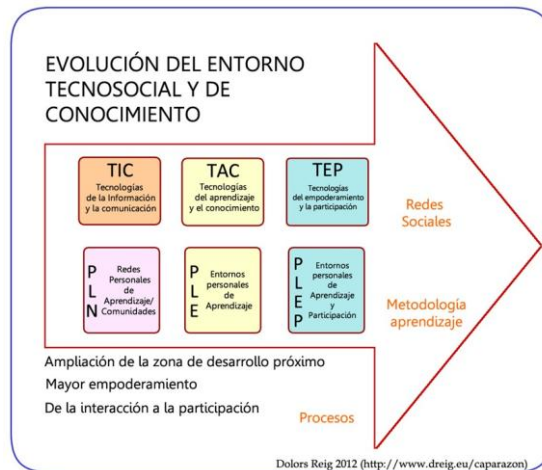 EVOLUCIÓN DEL ENTORNO
TECNOSOCIAL Y DE
CONOCIMIENTO
TIC
Tecnologías
de la Información
y la comunicación
TAC
Tecnologías
del aprendizaje
y el conocimiento
TEP
Tecnologías
del empoderamiento
y la participación
Redes
Sociales
PLN
Redes
Personales
de
Aprendizaje/
Comunidades
PLE
Entornos
personales
de
Aprendizaje
PLEP
Entornos
personales
de
Aprendizaje
y
Participación
Metodología
aprendizaje
Ampliación de la zona de desarrollo próximo
Mayor empoderamiento
De la interacción a la participación
Procesos
Dolors Reig 2012 (http://www.dreig.eu/caparazon)